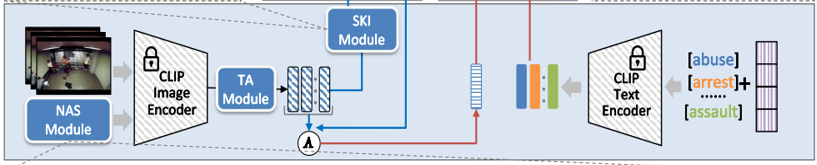 SKI
Module
CLIP
Image
Encoder
TA
Module
NAS
Module
A
CLIP
Text
Encoder
[abuse]
[arrest]+
......
[assault]